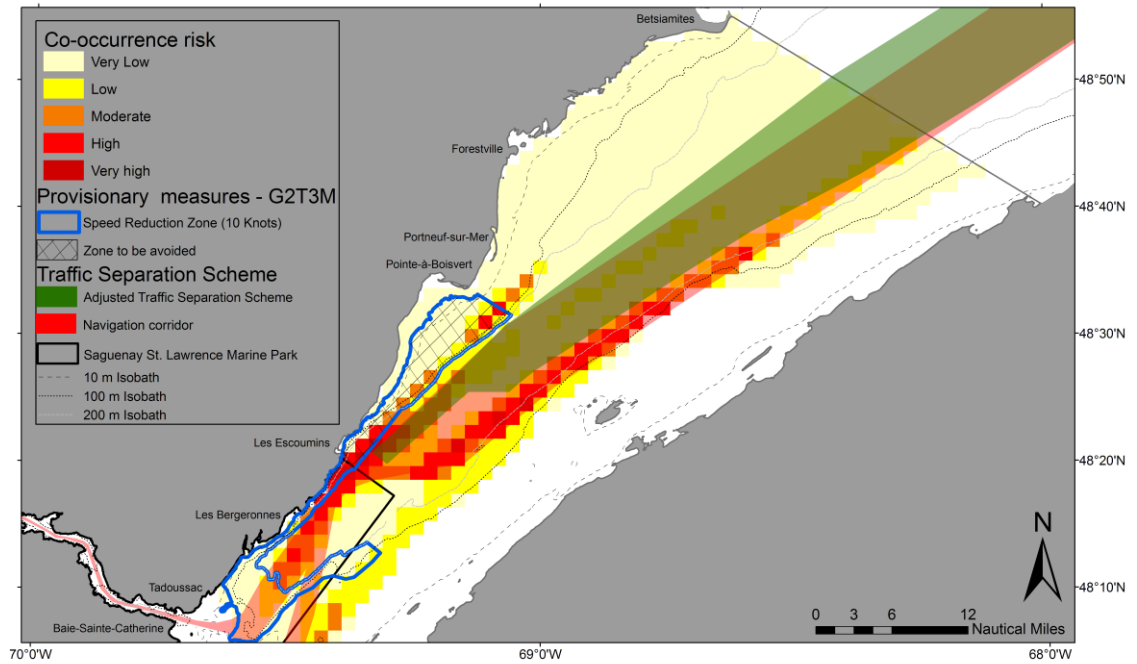 Co-occurrence risk
Very Low
Low
Moderate
High
Very high
Provisionary measures - G2T3M
Speed Reduction Zone (10 Knots)
Zone to be avoided
Traffic Separation Scheme
Adjusted Traffic Separation Scheme
Navigation corridor
Saguenay St. Lawrence Marine Park
10 m Isobath
100 m Isobath
200 m Isobath
Betsiamites
Forestville
Portneuf-sur-Mer
Pointe-à-Boisvert
Les Escoumins
Les Bergeronnes
Tadoussac
Baie-Sainte-Catherine
48°50'N
48°40'N
48°30'N
48°20'N
48°10'N
N
0 3 6 12
Nautical Miles
70°0'W 69°0'W 68°0'W